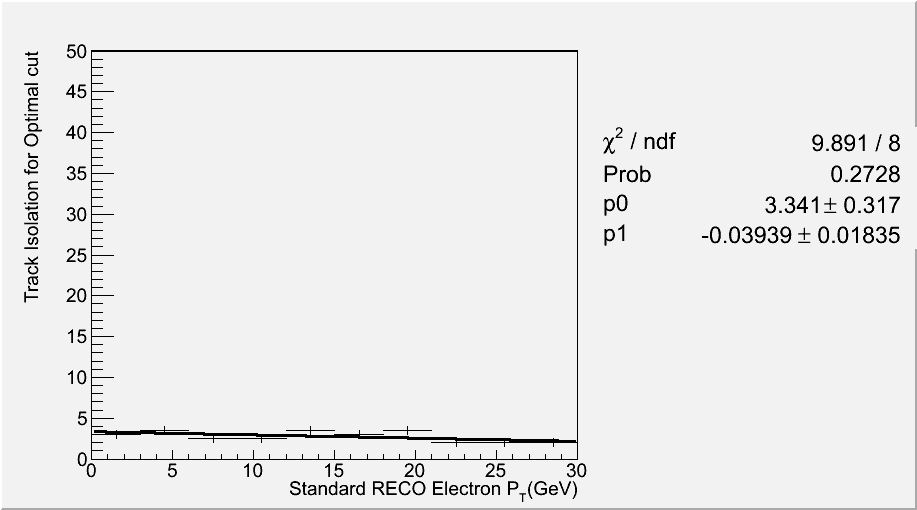 Track Isolation for Optimal cut
50
45
40
35
30
25
20
15
10
5
0
0 5 10 15 20 25 30
Standard RECO Electron P_T(GeV)
χ² / ndf 9.891 / 8
Prob 0.2728
p0 3.341 ± 0.317
p1 -0.03939 ± 0.01835